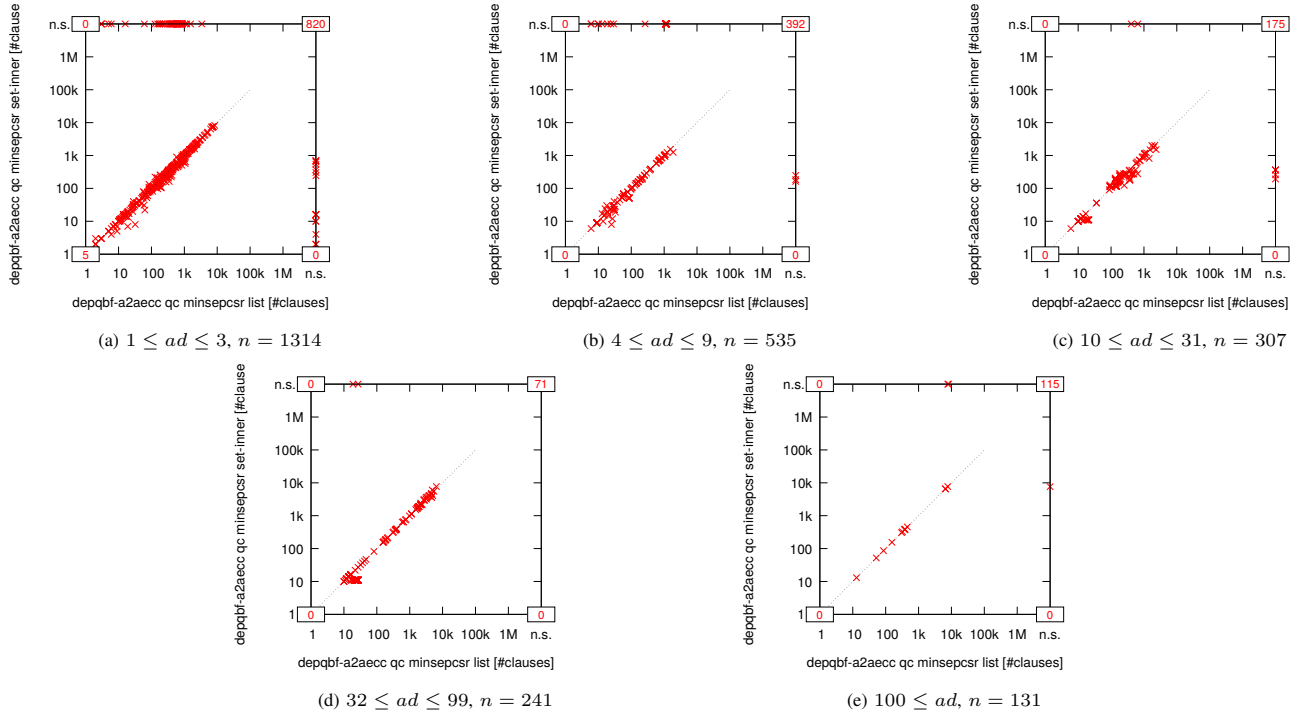 depqbf-a2aecc qc minsepcsr set-inner [#clause
n.s.
1M
100k
10k
1k
100
10
1
0
820
5
0
1 10 100 1k 10k 100k 1M n.s.
depqbf-a2aecc qc minsepcsr list [#clauses]
(a) 1 ≤ ad ≤ 3, n = 1314
depqbf-a2aecc qc minsepcsr set-inner [#clause
n.s.
1M
100k
10k
1k
100
10
1
0
392
0
0
1 10 100 1k 10k 100k 1M n.s.
depqbf-a2aecc qc minsepcsr list [#clauses]
(b) 4 ≤ ad ≤ 9, n = 535
depqbf-a2aecc qc minsepcsr set-inner [#clause
n.s.
1M
100k
10k
1k
100
10
1
0
175
0
0
1 10 100 1k 10k 100k 1M n.s.
depqbf-a2aecc qc minsepcsr list [#clauses]
(c) 10 ≤ ad ≤ 31, n = 307
depqbf-a2aecc qc minsepcsr set-inner [#clause
n.s.
1M
100k
10k
1k
100
10
1
0
71
0
0
1 10 100 1k 10k 100k 1M n.s.
depqbf-a2aecc qc minsepcsr list [#clauses]
(d) 32 ≤ ad ≤ 99, n = 241
depqbf-a2aecc qc minsepcsr set-inner [#clause
n.s.
1M
100k
10k
1k
100
10
1
0
115
0
0
1 10 100 1k 10k 100k 1M n.s.
depqbf-a2aecc qc minsepcsr list [#clauses]
(e) 100 ≤ ad, n = 131